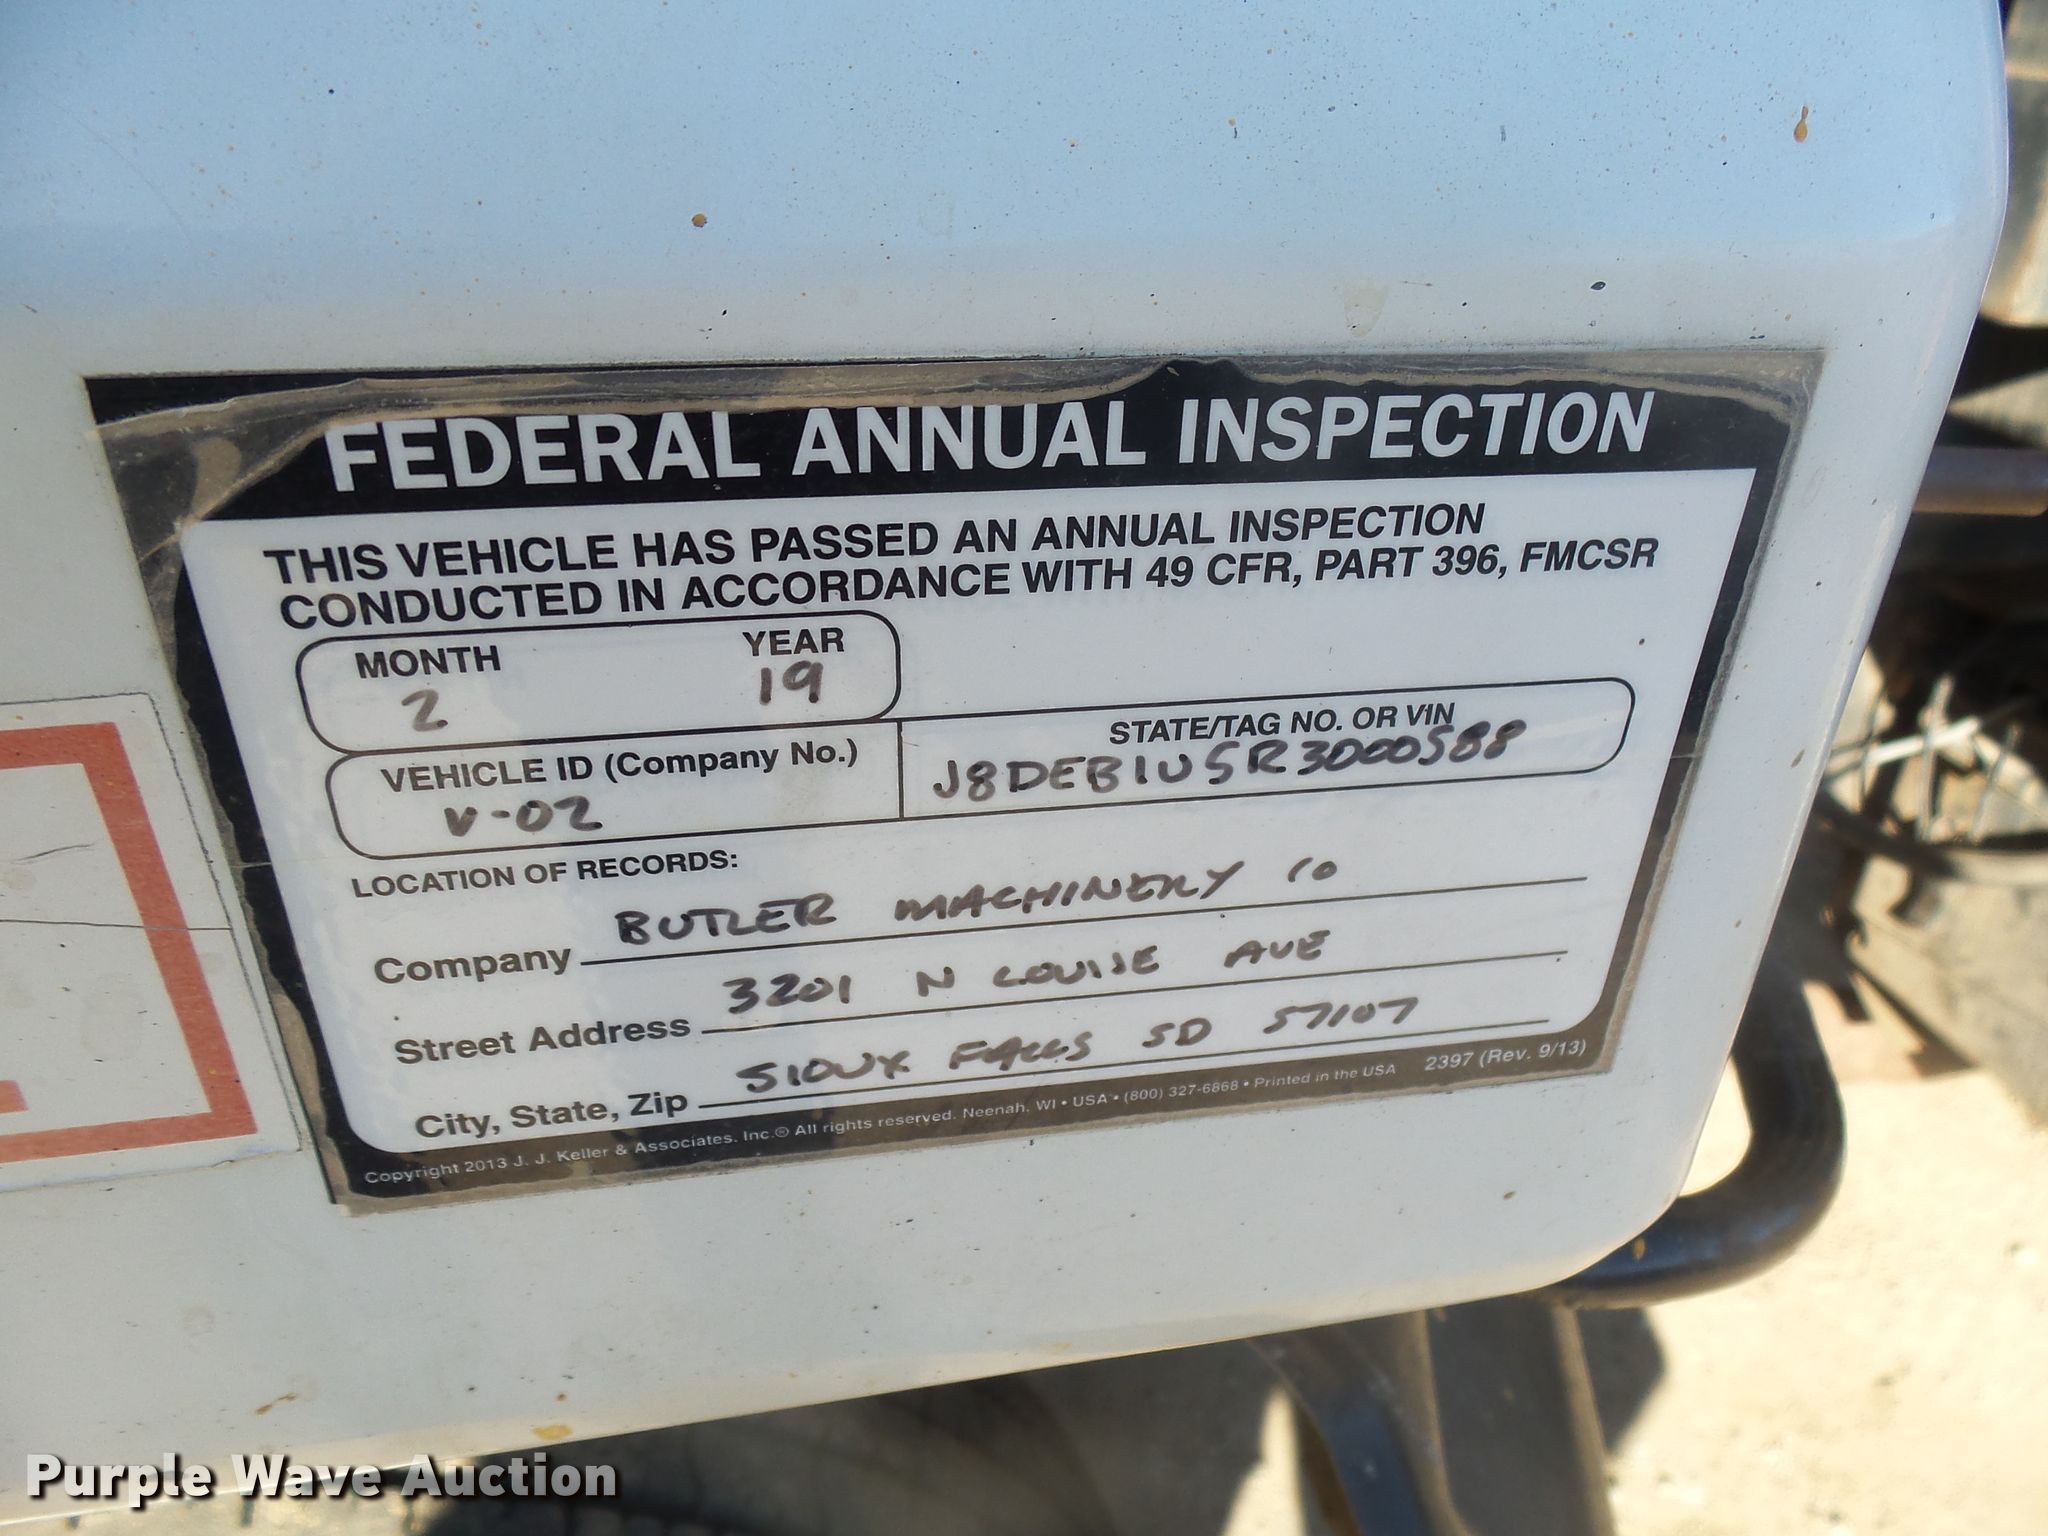 FEDERAL ANNUAL INSPECTION
THIS VEHICLE HAS PASSED AN ANNUAL INSPECTION
CONDUCTED IN ACCORDANCE WITH 49 CFR, PART 396, FMCSR
MONTH YEAR
2 19
STATE/TAG NO. OR VIN
J8DEB1U5R3D000588
VEHICLE ID (Company No.)
V-02
LOCATION OF RECORDS:
Company BUTLER MACHINERY CO
Street Address 3201 N LOUISE AVE
City, State, Zip SIOUX FALLS SD 57107
Copyright 2013 J. J. Keller & Associates, Inc.® All rights reserved. Neenah, WI • USA • (800) 327-6868 • Printed in the USA 2397 (Rev. 9/13)
Purple Wave Auction